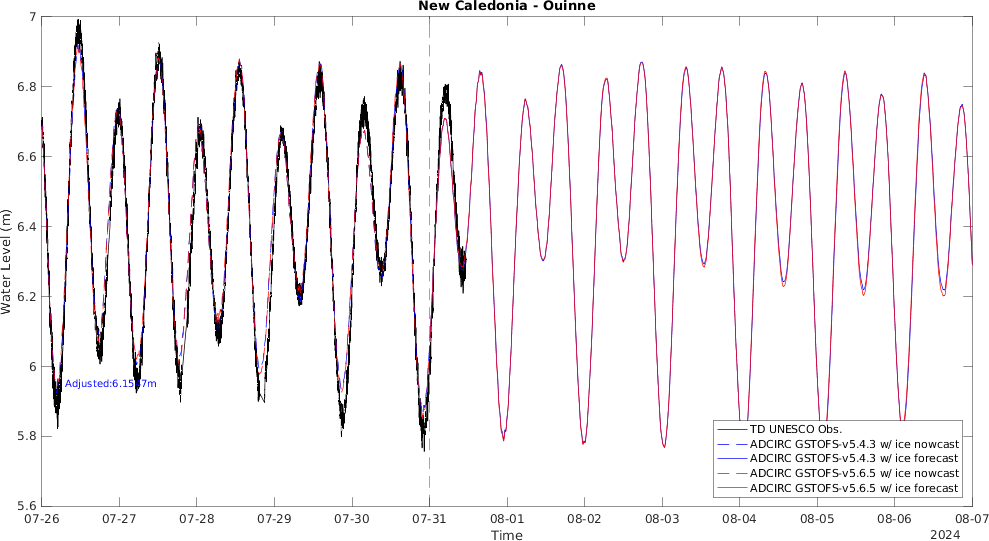 New Caledonia - Ouinne
7
6.8
6.6
6.4
6.2
6
5.8
5.6
Water Level (m)
TD UNESCO Obs.
ADCIRC GSTOFS-v5.4.3 w/ ice nowcast
ADCIRC GSTOFS-v5.4.3 w/ ice forecast
ADCIRC GSTOFS-v5.6.5 w/ ice nowcast
ADCIRC GSTOFS-v5.6.5 w/ ice forecast
07-26 07-27 07-28 07-29 07-30 07-31 08-01 08-02 08-03 08-04 08-05 08-06 08-07
Time
2024